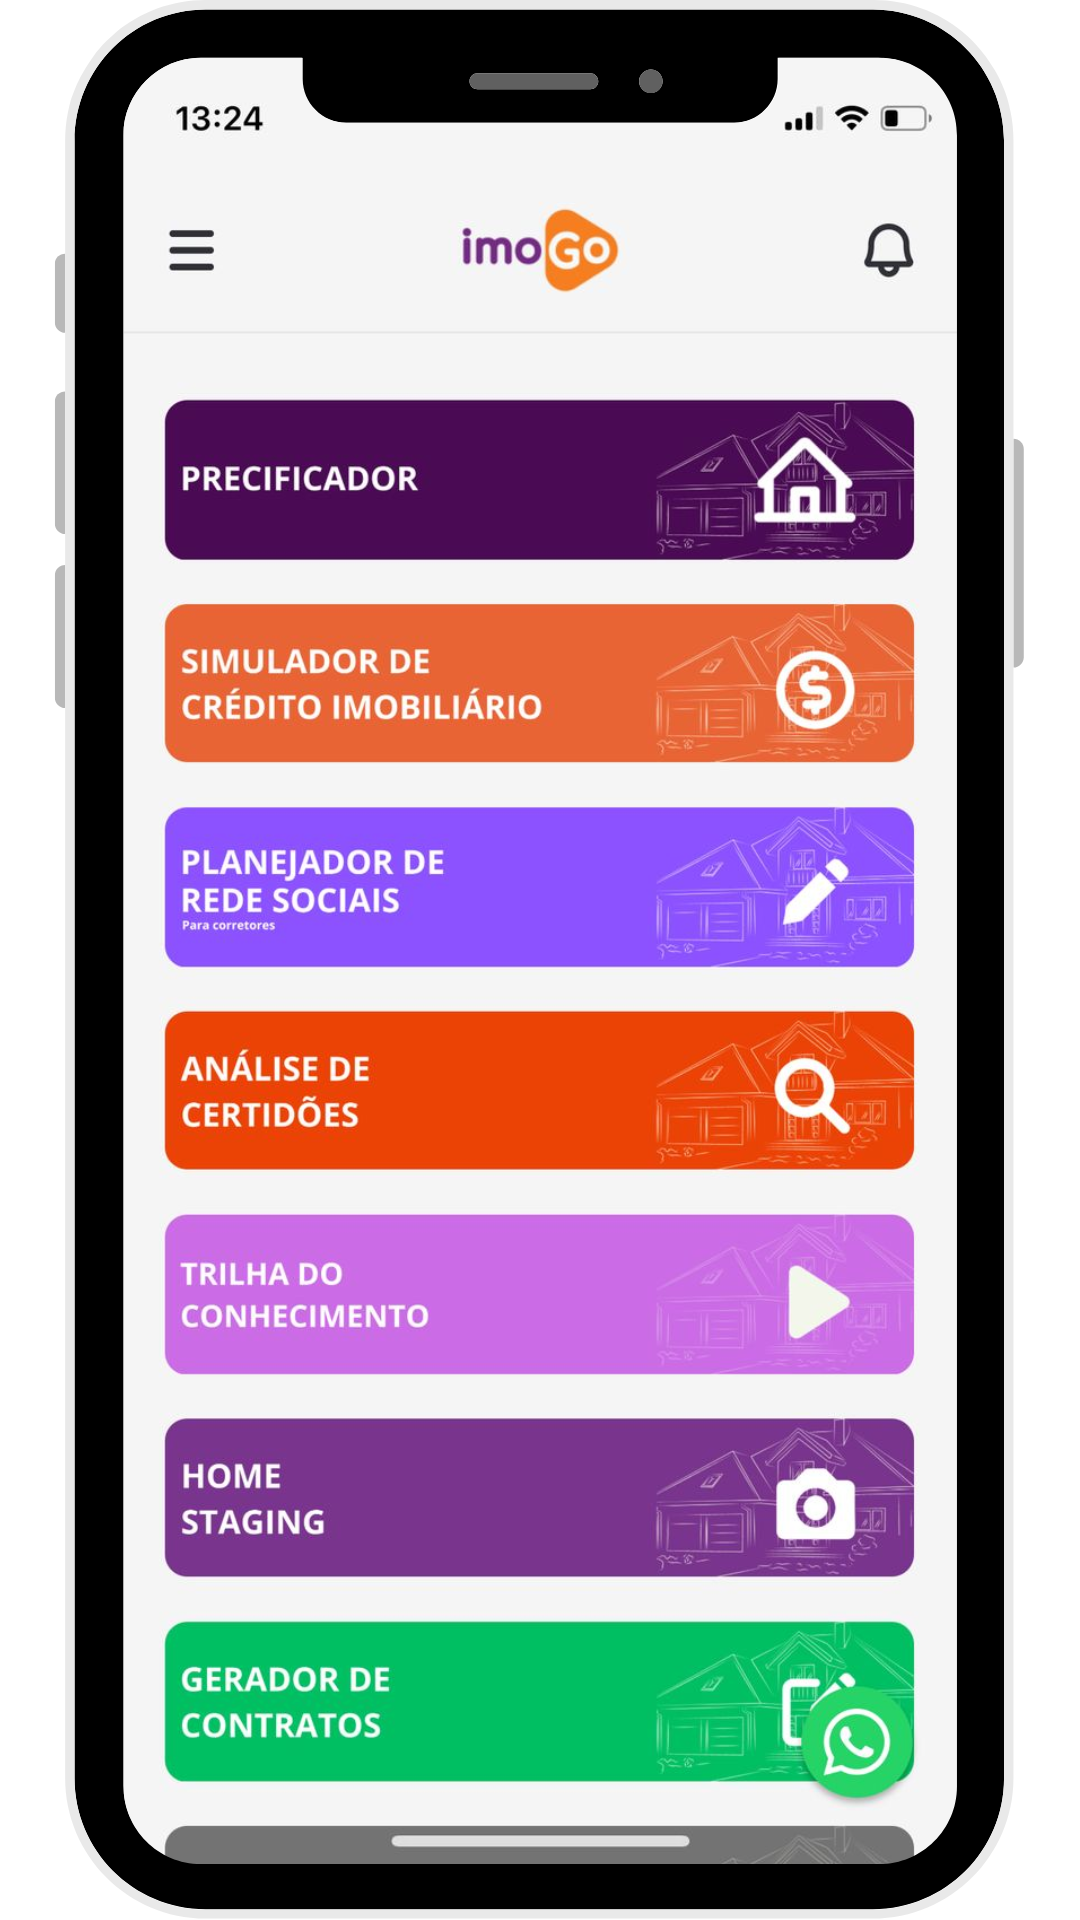 13:24
imoGo
PRECIFICADOR
SIMULADOR DE
CRÉDITO IMOBILIÁRIO
PLANEJADOR DE
REDE SOCIAIS
Para corretores
ANÁLISE DE
CERTIDÕES
TRILHA DO
CONHECIMENTO
HOME
STAGING
GERADOR DE
CONTRATOS